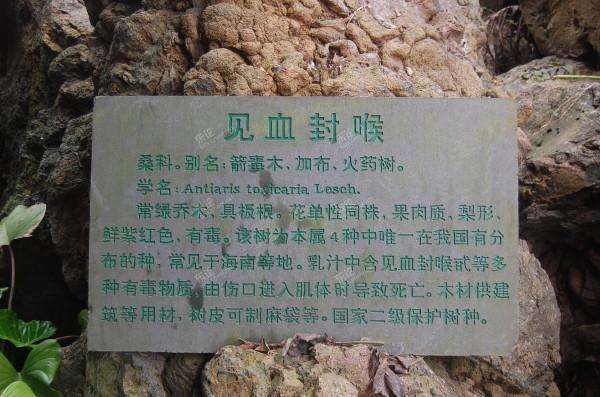 见血封喉
桑科。别名：箭毒木、加布、火药树。
学名：Antiaris toxicaria Lesch.
常绿乔木，具板根。花单性同株，果肉质、梨形、
鲜紫红色，有毒。该树为本属4种中唯一在我国有分
布的种，常见于海南等地。乳汁中含见血封喉甙等多
种有毒物质，由伤口进入肌体时导致死亡。木材供建
筑等用材，树皮可制麻袋等。国家二级保护树种。